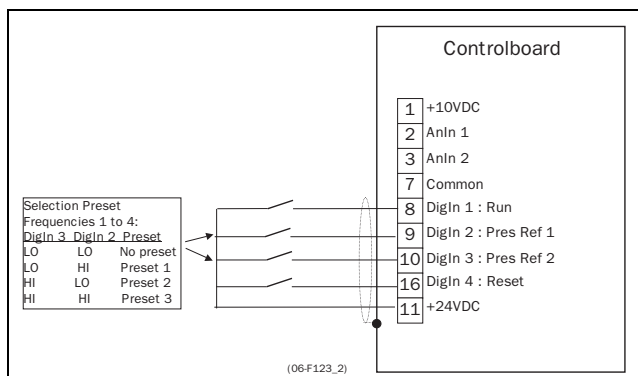 Controlboard
1 +10VDC
2 AnIn 1
3 AnIn 2
7 Common
8 DigIn 1 : Run
9 DigIn 2 : Pres Ref 1
10 DigIn 3 : Pres Ref 2
16 DigIn 4 : Reset
11 +24VDC
Selection Preset
Frequencies 1 to 4:
DigIn 3 DigIn 2 Preset
LO LO No preset
LO HI Preset 1
HI LO Preset 2
HI HI Preset 3
(06-F123_2)